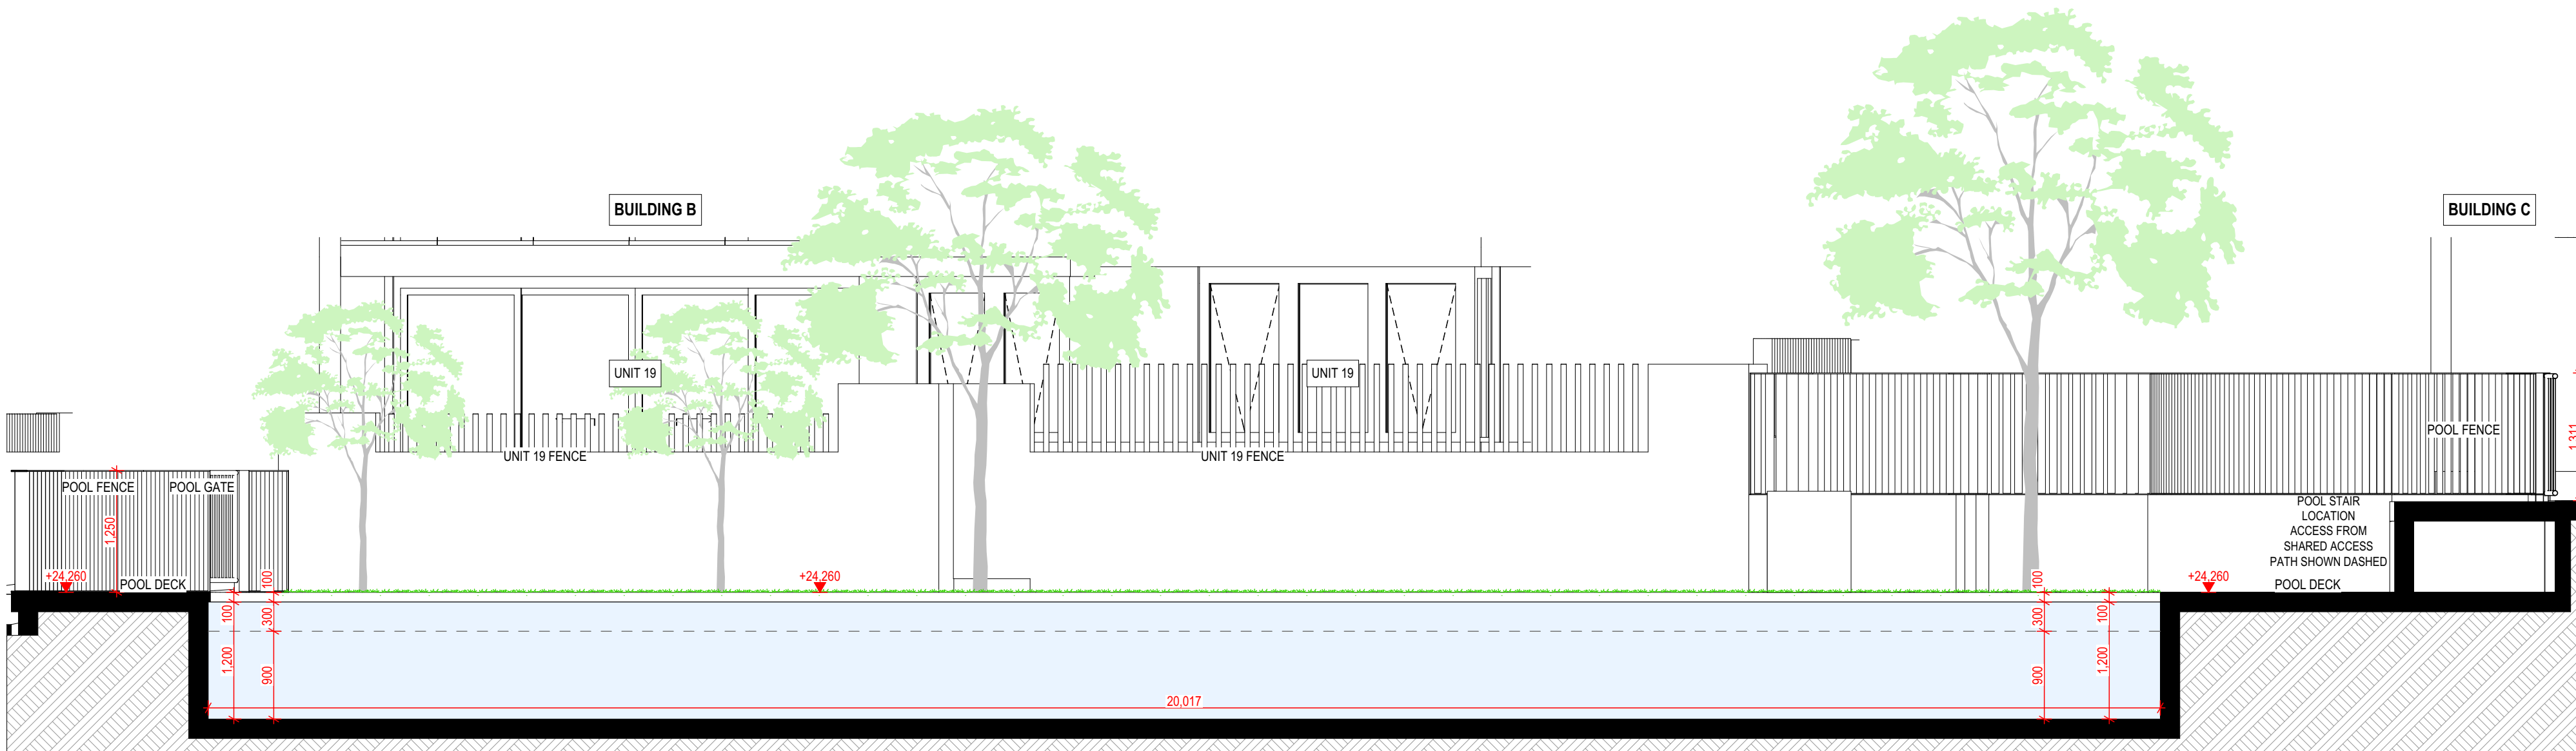 BUILDING B
BUILDING C
UNIT 19
UNIT 19
POOL FENCE
1,311
UNIT 19 FENCE
UNIT 19 FENCE
POOL FENCE
POOL GATE
1,250
POOL STAIR
LOCATION
ACCESS FROM
SHARED ACCESS
PATH SHOWN DASHED
+24,260
POOL DECK
100
+24,260
100
+24,260
POOL DECK
100
300
300
100
1,200
900
900
1,200
20,017